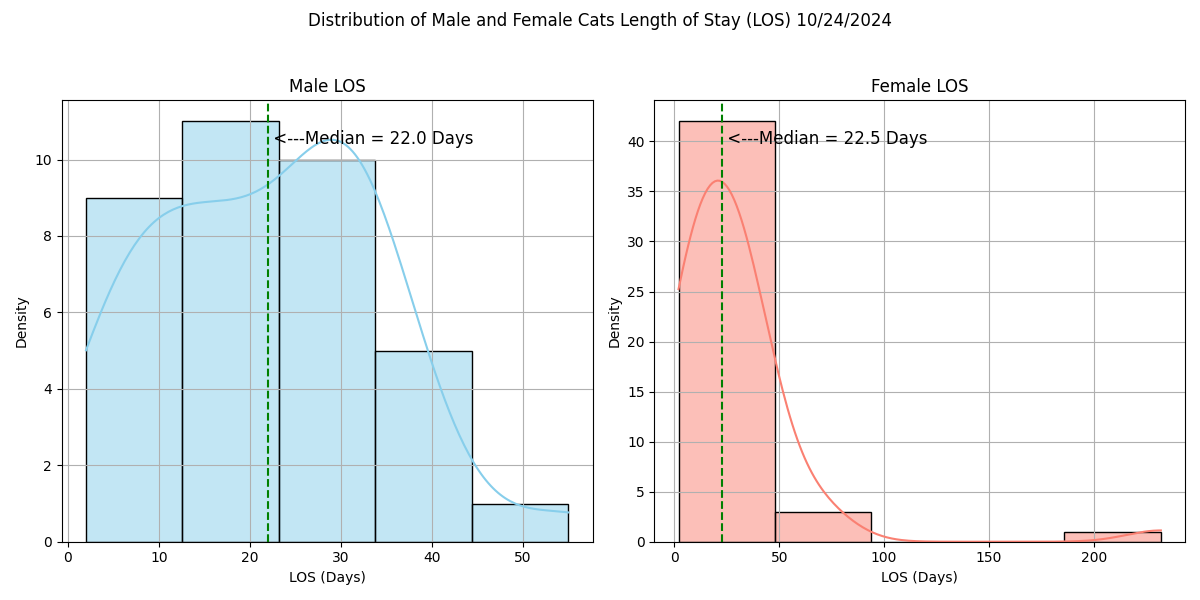 Distribution of Male and Female Cats Length of Stay (LOS) 10/24/2024
Male LOS
<---Median = 22.0 Days
Density
10
8
6
4
2
0
0 10 20 30 40 50
LOS (Days)
Female LOS
<---Median = 22.5 Days
Density
40
35
30
25
20
15
10
5
0
0 50 100 150 200
LOS (Days)